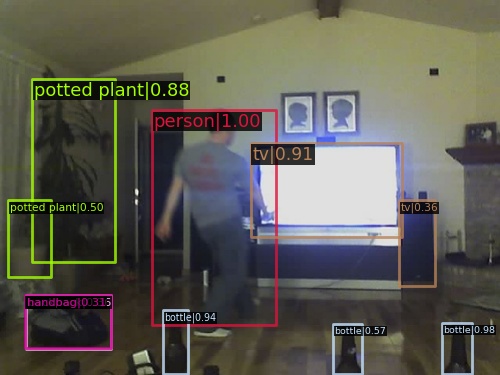 potted plant|0.88
person|1.00
tv|0.91
potted plant|0.50
tv|0.36
handbag|0.31
bottle|0.94
bottle|0.57
bottle|0.98